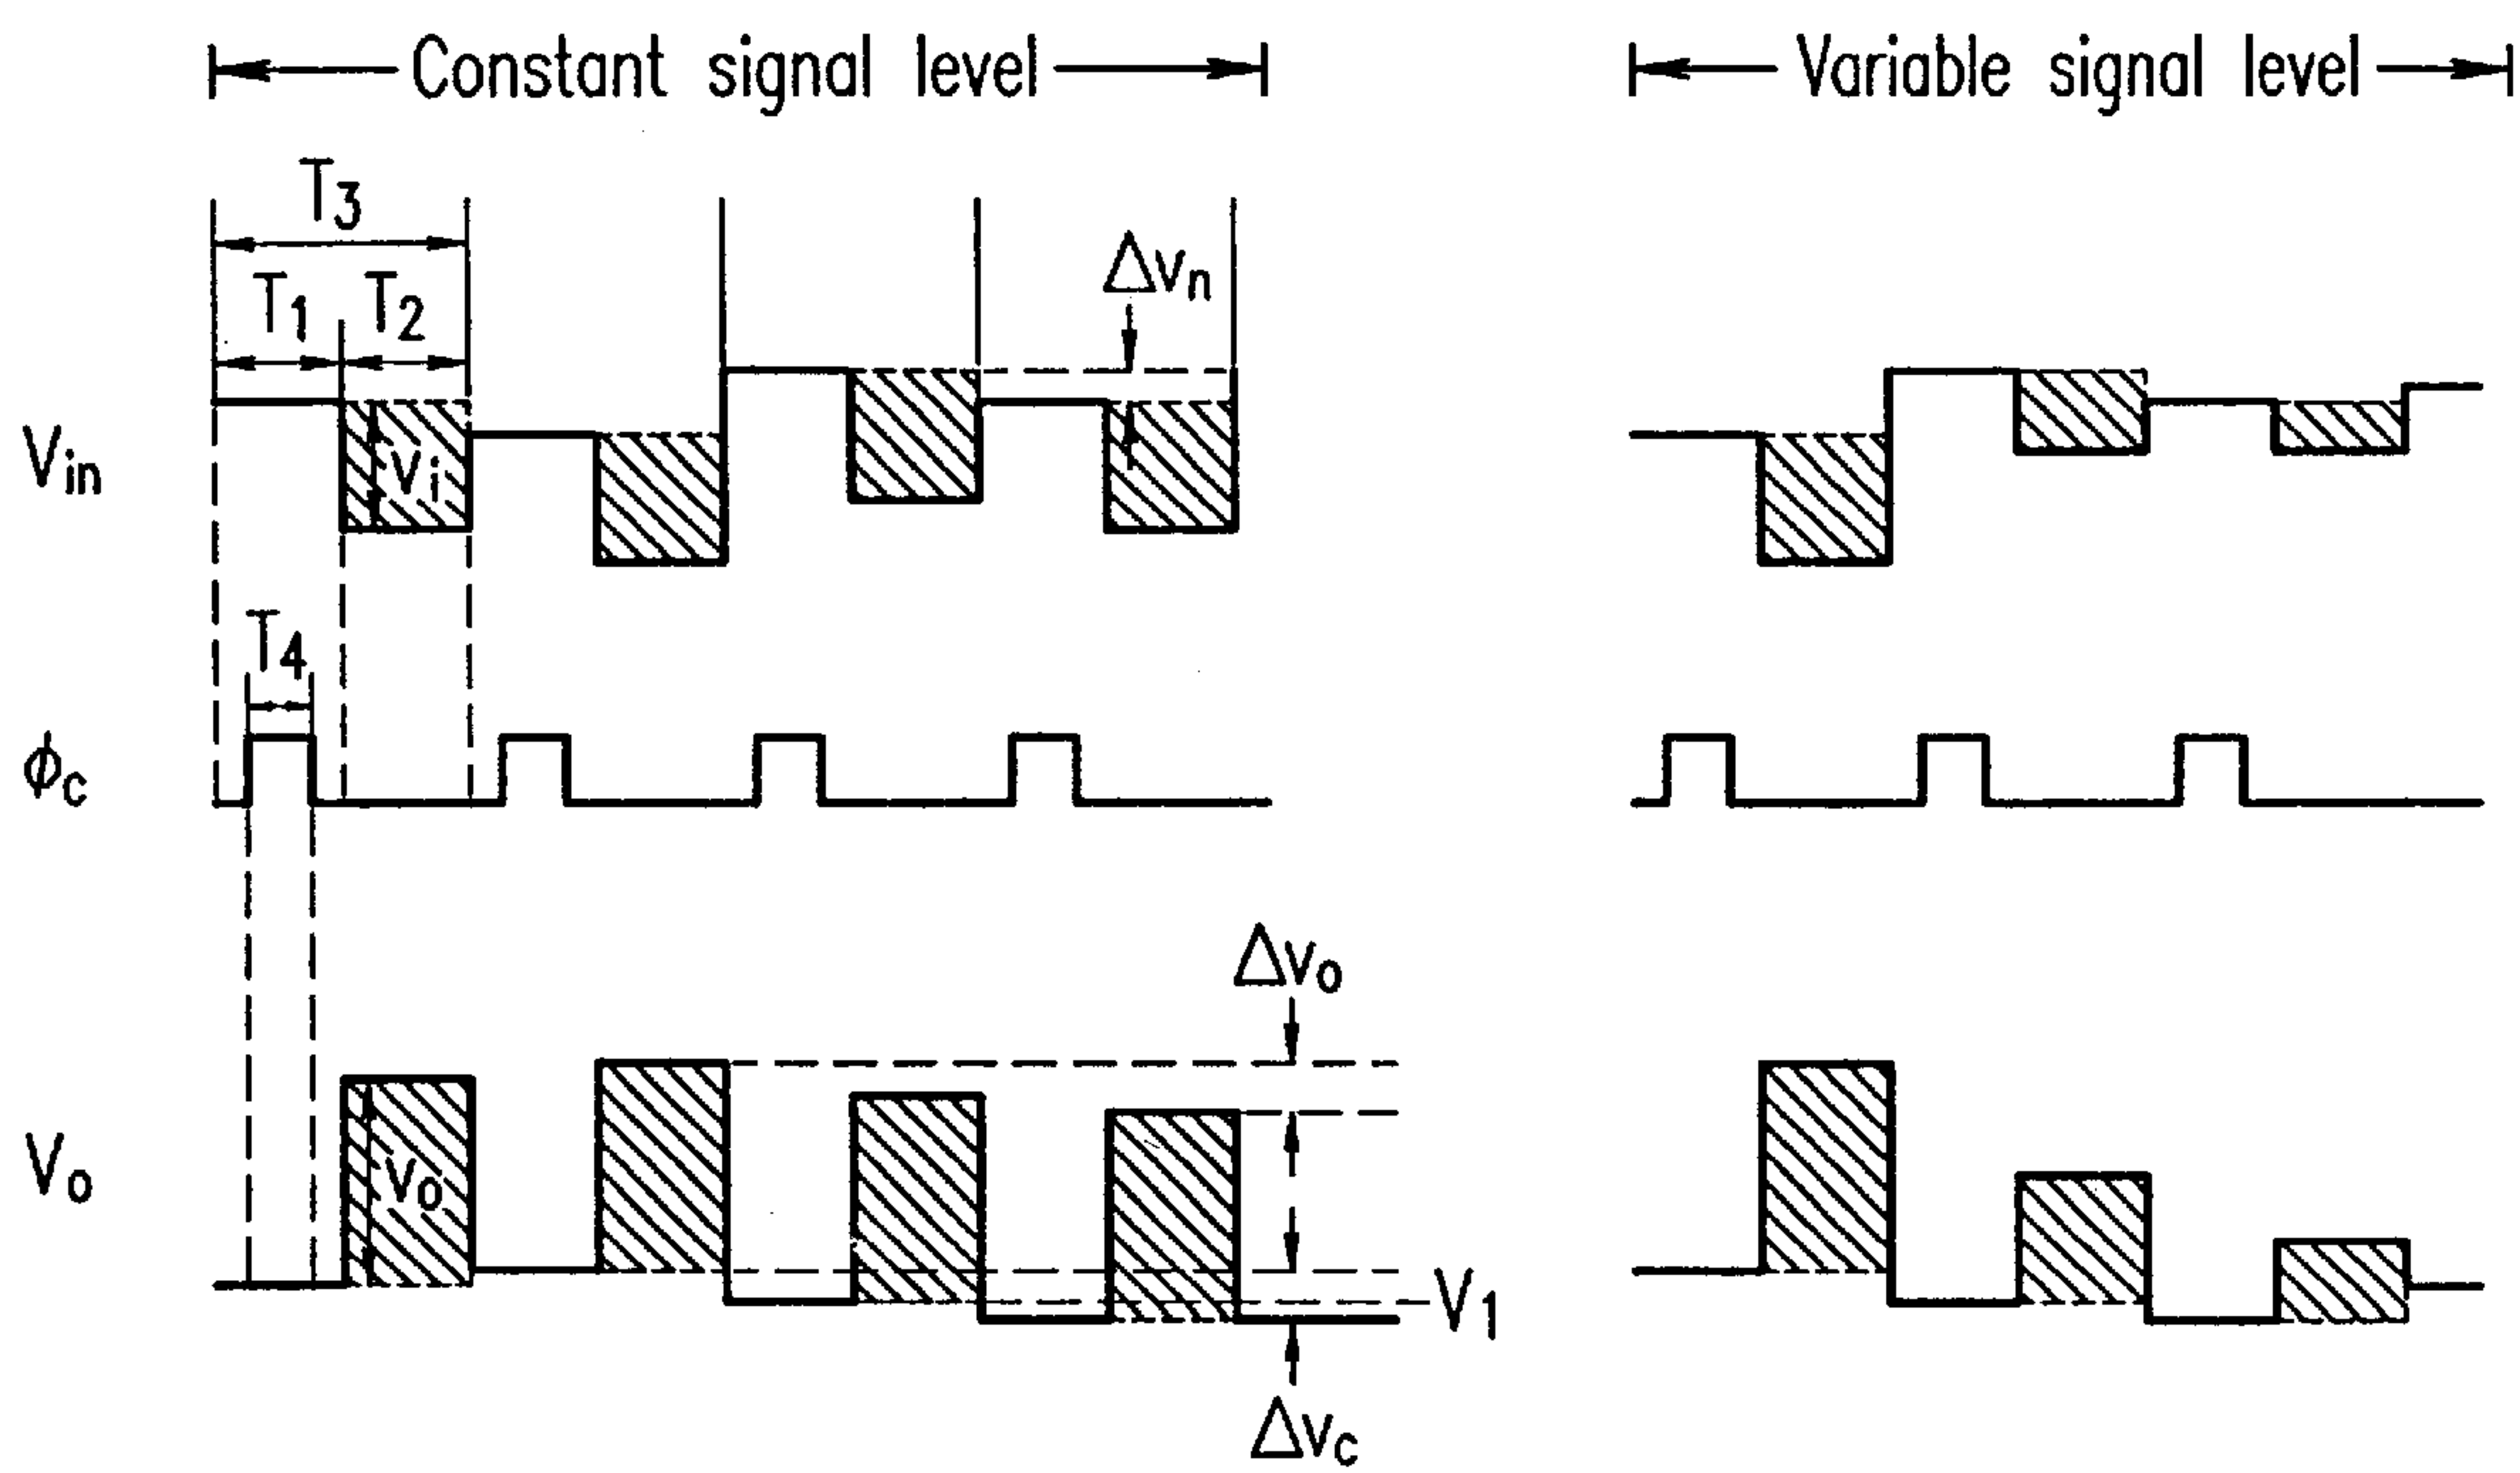 Constant signal level
Variable signal level
T3
T1 T2
Δvn
Vin
vi
T4
ϕc
Δvo
Vo
vo
V1
Δvc